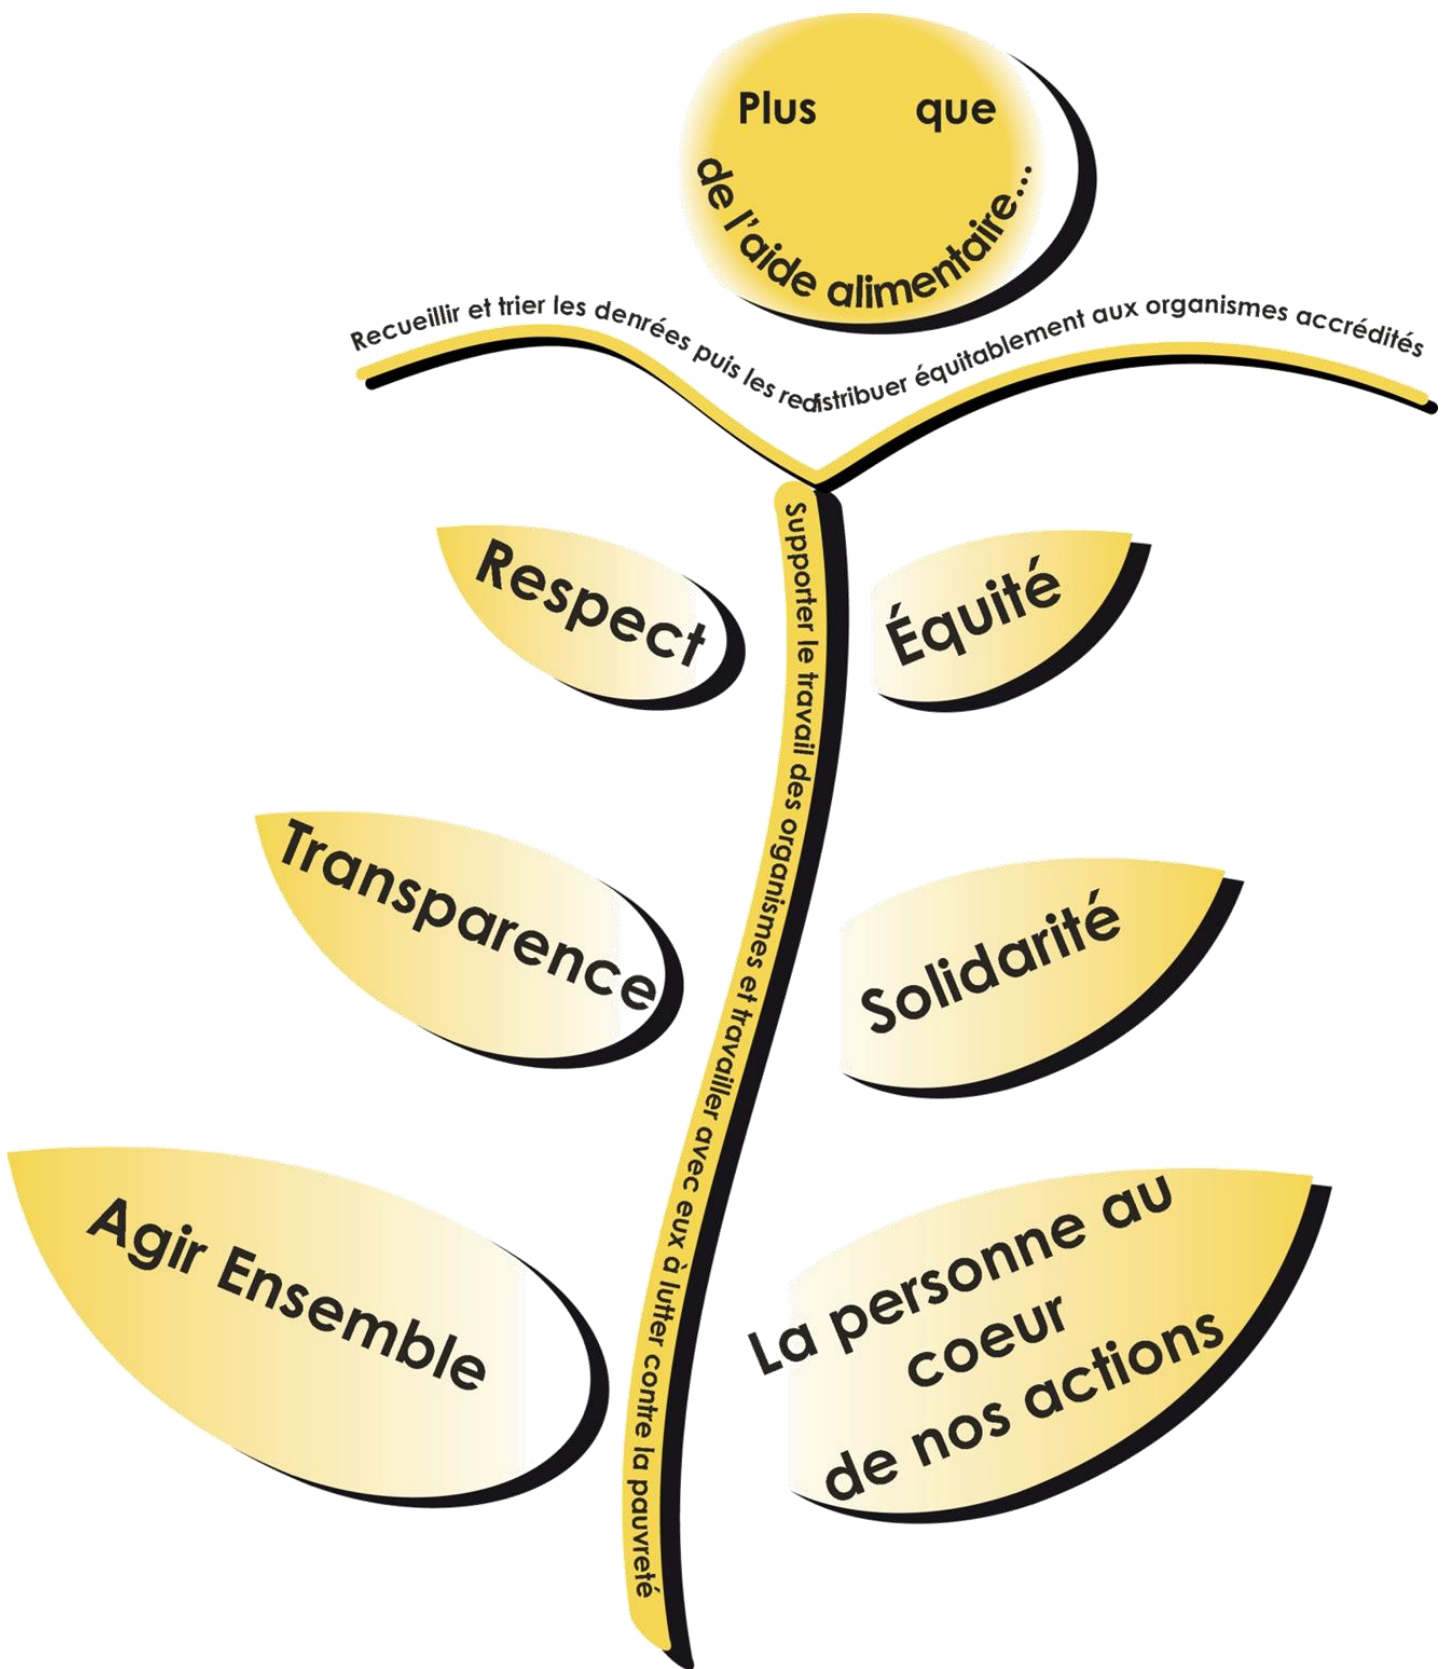 Plus que
de l'aide alimentaire...
Recueillir et trier les denrées puis les redistribuer équitablement aux organismes accrédités
Supporter le travail des organismes et travailler avec eux à lutter contre la pauvreté
Respect
Équité
Transparence
Solidarité
Agir Ensemble
La personne au
coeur
de nos actions